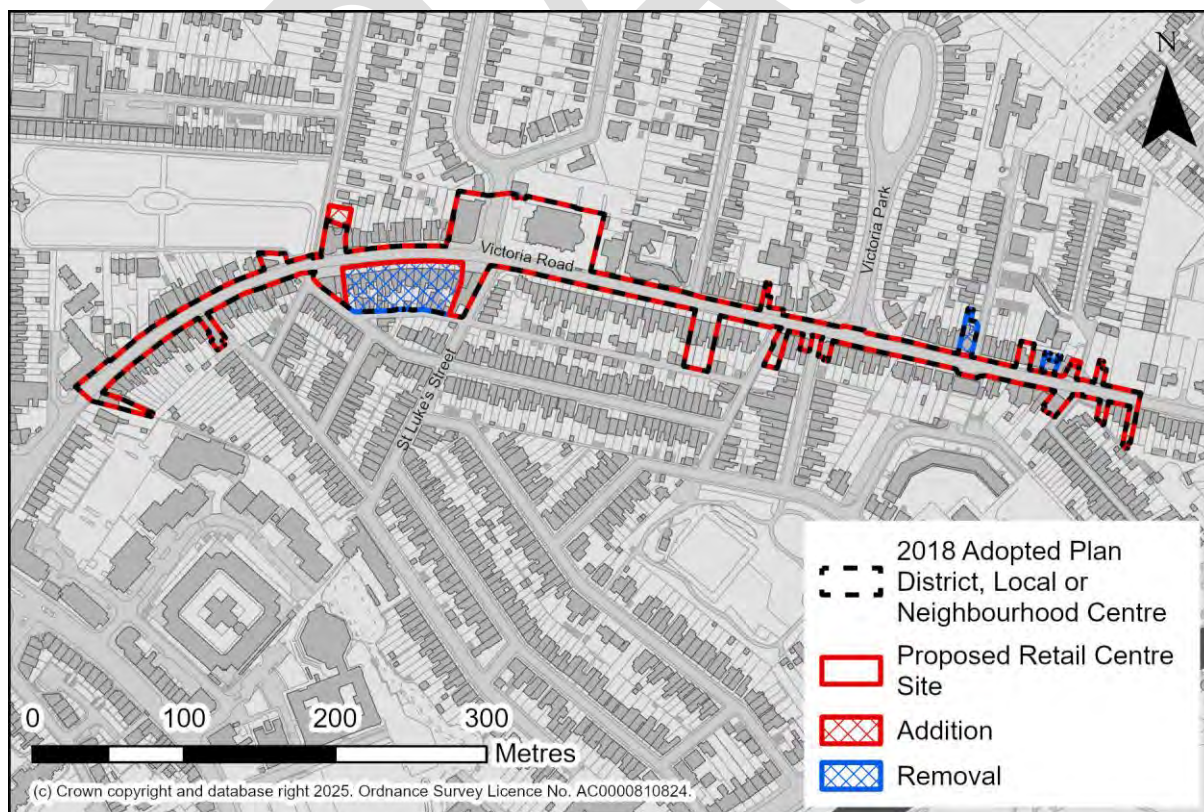 N
Victoria Road
Victoria Park
St Luke's Street
2018 Adopted Plan
District, Local or
Neighbourhood Centre
Proposed Retail Centre
Site
Addition
Removal
0 100 200 300
Metres
(c) Crown copyright and database right 2025. Ordnance Survey Licence No. AC0000810824.